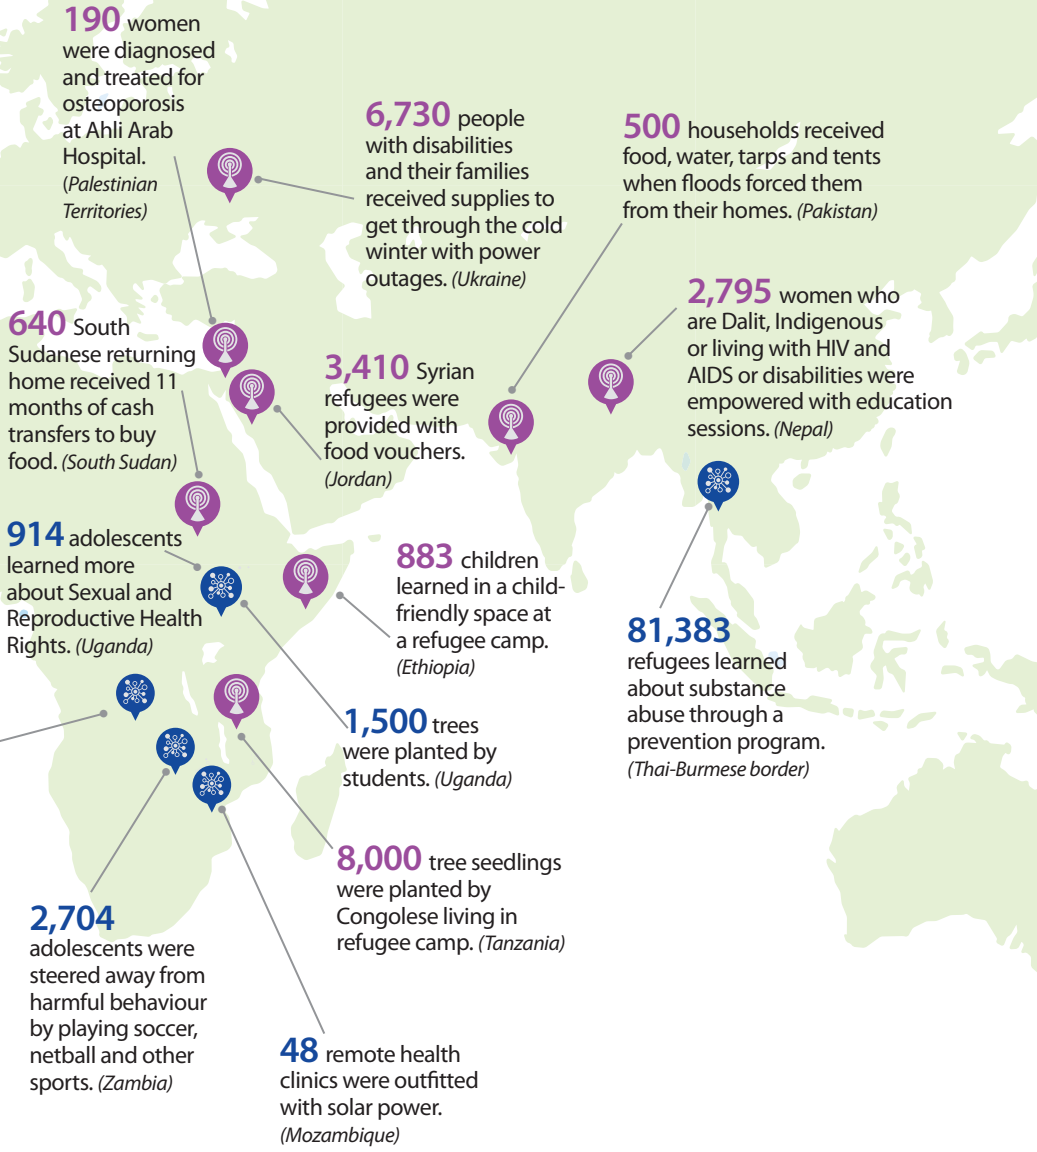 190 women
were diagnosed
and treated for
osteoporosis
at Ahli Arab
Hospital.
(Palestinian
Territories)
6,730 people
with disabilities
and their families
received supplies to
get through the cold
winter with power
outages. (Ukraine)
500 households received
food, water, tarps and tents
when floods forced them
from their homes. (Pakistan)
2,795 women who
are Dalit, Indigenous
or living with HIV and
AIDS or disabilities were
empowered with education
sessions. (Nepal)
640 South
Sudanese returning
home received 11
months of cash
transfers to buy
food. (South Sudan)
3,410 Syrian
refugees were
provided with
food vouchers.
(Jordan)
914 adolescents
learned more
about Sexual and
Reproductive Health
Rights. (Uganda)
883 children
learned in a child-
friendly space at
a refugee camp.
(Ethiopia)
81,383
refugees learned
about substance
abuse through a
prevention program.
(Thai-Burmese border)
1,500 trees
were planted by
students. (Uganda)
8,000 tree seedlings
were planted by
Congolese living in
refugee camp. (Tanzania)
2,704
adolescents were
steered away from
harmful behaviour
by playing soccer,
netball and other
sports. (Zambia)
48 remote health
clinics were outfitted
with solar power.
(Mozambique)